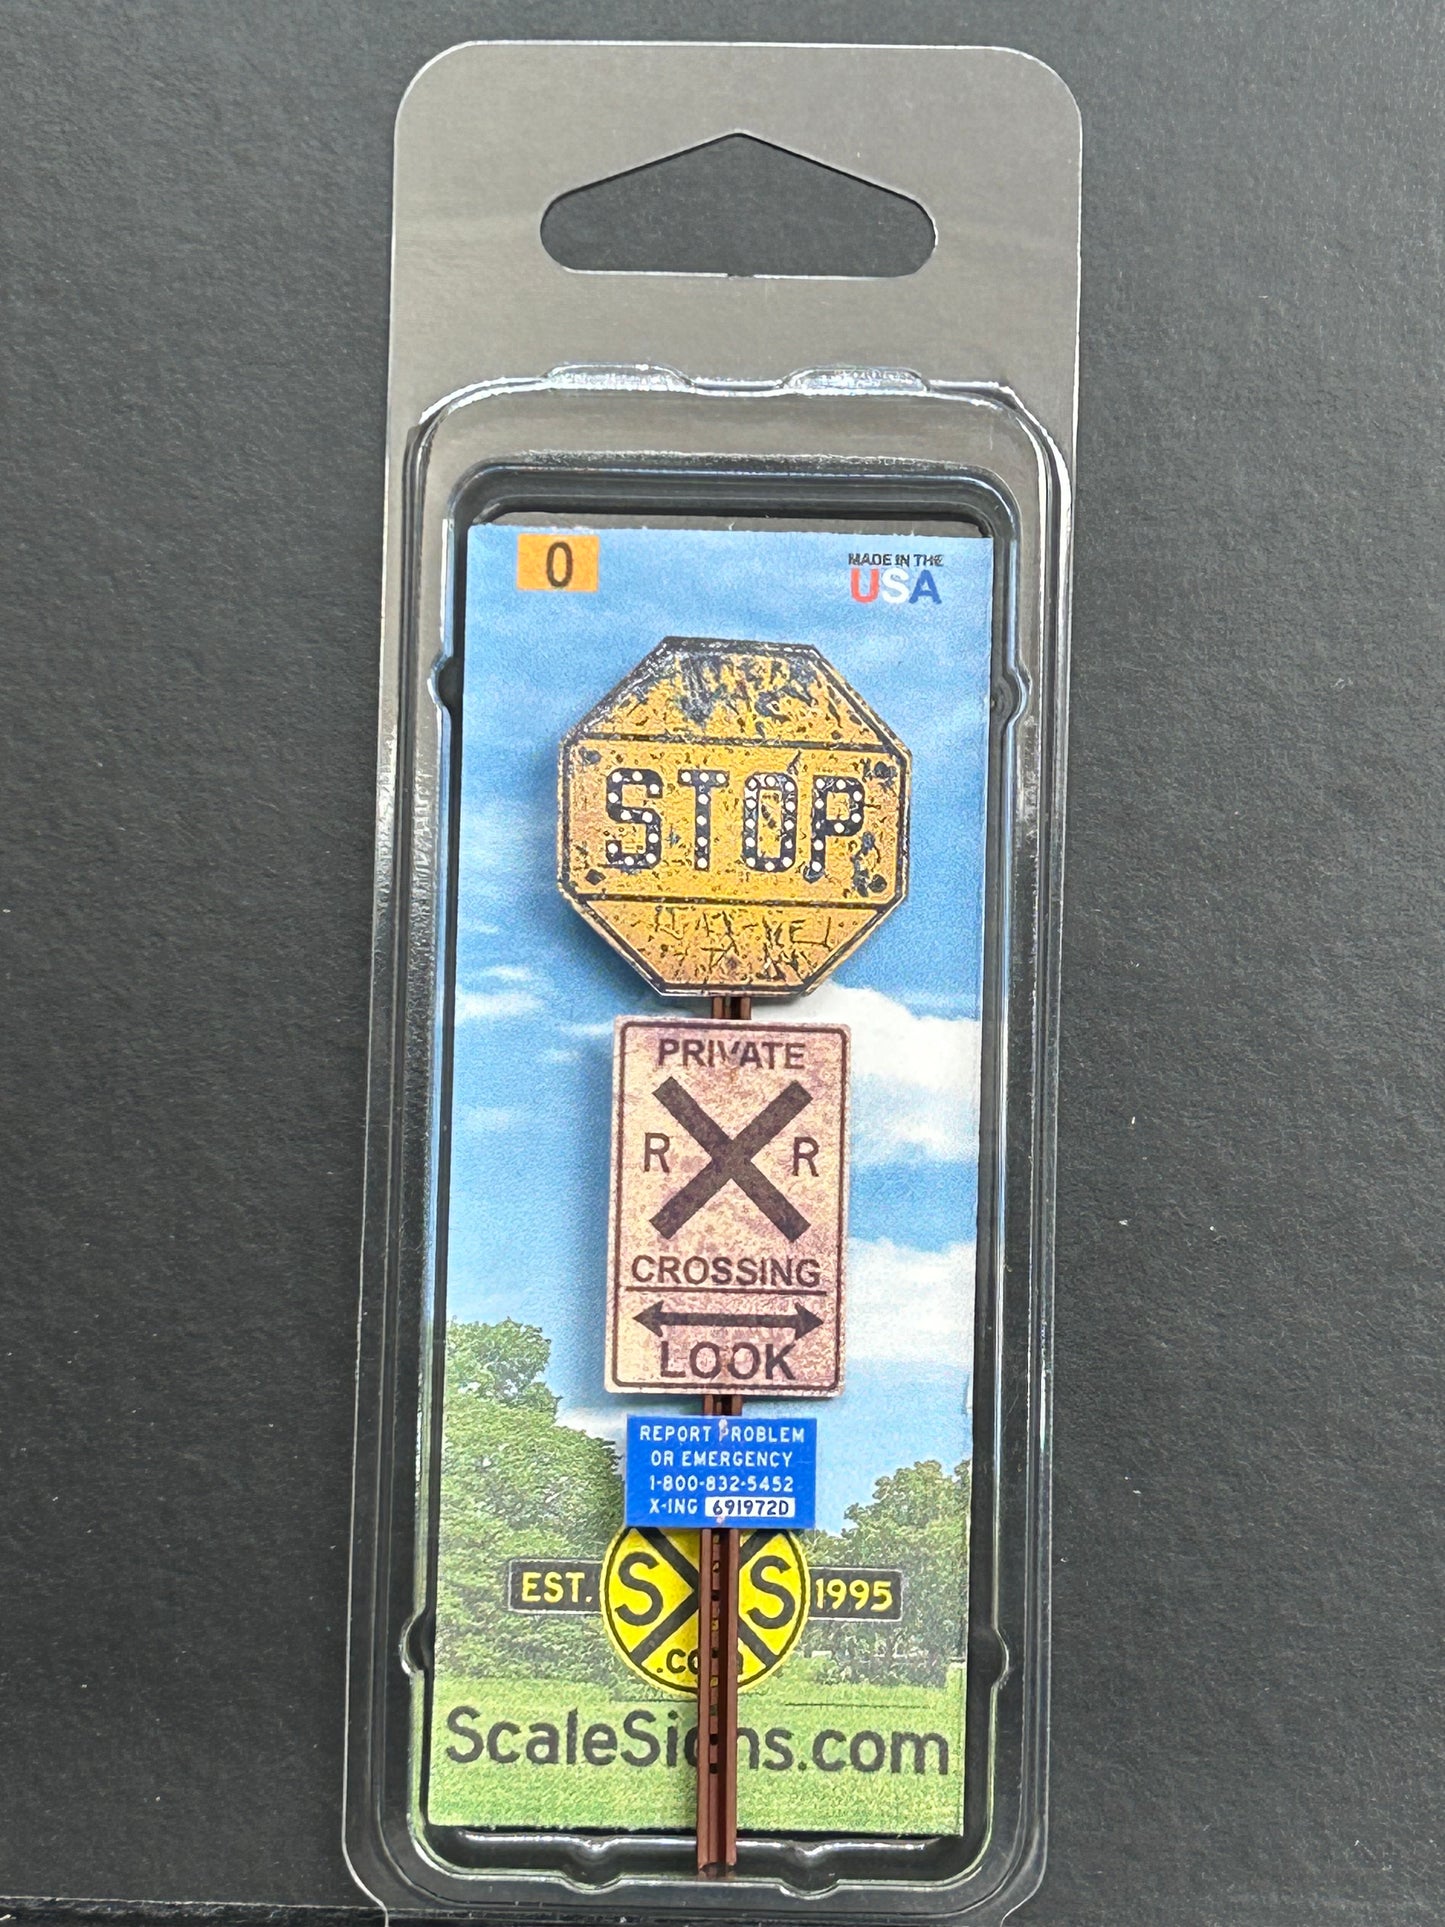 0
MADE IN THE
USA
STOP
PRIVATE
R R
CROSSING
LOOK
REPORT PROBLEM
OR EMERGENCY
1-800-832-5452
X-ING 691972D
EST. S S 1995
.com
ScaleSigns.com